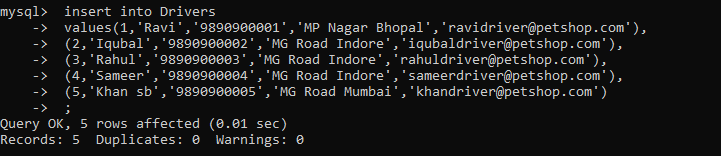 mysql>  insert into Drivers
    ->  values(1,'Ravi','9890900001','MP Nagar Bhopal','ravidriver@petshop.com'),
    ->  (2,'Iqubal','9890900002','MG Road Indore','iqubaldriver@petshop.com'),
    ->  (3,'Rahul','9890900003','MG Road Indore','rahuldriver@petshop.com'),
    ->  (4,'Sameer','9890900004','MG Road Indore','sameerdriver@petshop.com'),
    ->  (5,'Khan sb','9890900005','MG Road Mumbai','khandriver@petshop.com')
    ->  ;
Query OK, 5 rows affected (0.01 sec)
Records: 5  Duplicates: 0  Warnings: 0